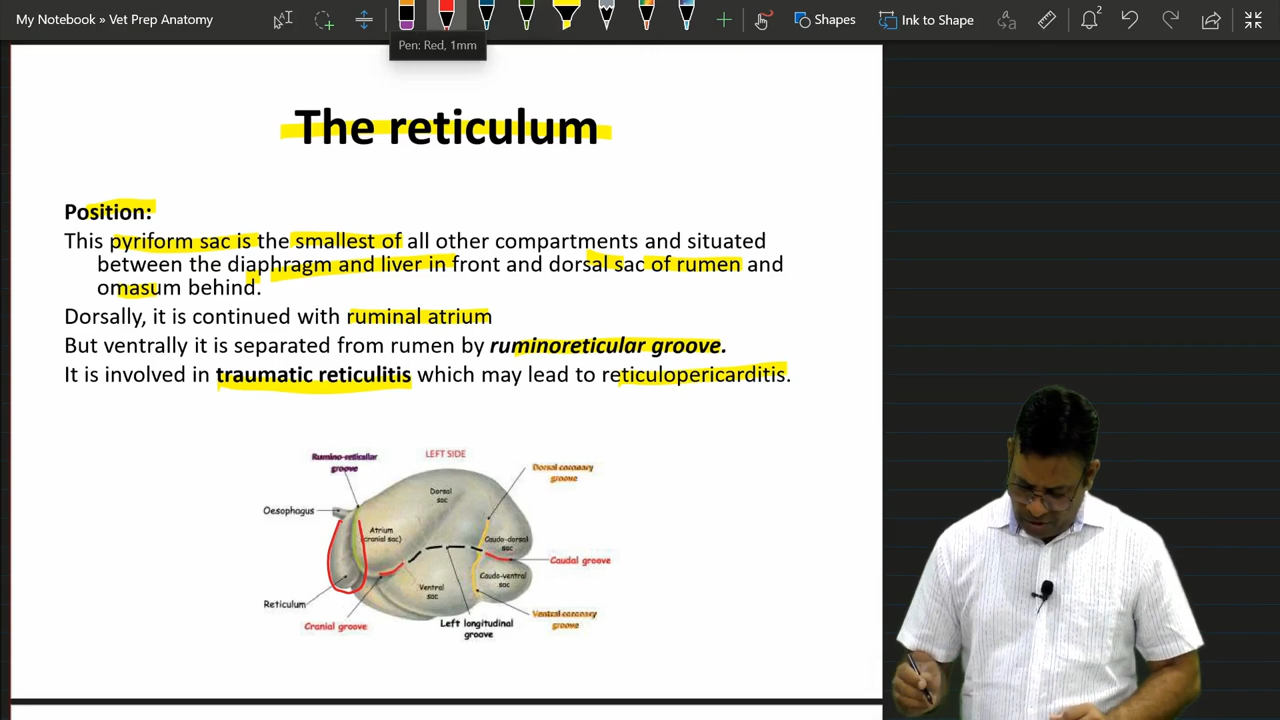 My Notebook » Vet Prep Anatomy
Shapes
Ink to Shape
2
Pen: Red, 1mm
The reticulum
Position:
This pyriform sac is the smallest of all other compartments and situated
between the diaphragm and liver in front and dorsal sac of rumen and
omasum behind.
Dorsally, it is continued with ruminal atrium
But ventrally it is separated from rumen by ruminoreticular groove.
It is involved in traumatic reticulitis which may lead to reticulopericarditis.
Rumino-reticular
groove
LEFT SIDE
Dorsal coronary
groove
Dorsal
sac
Oesophagus
Atrium
(cranial sac)
Caudo-dorsal
sac
Caudal groove
Caudo-ventral
sac
Ventral
sac
Reticulum
Cranial groove
Left longitudinal
groove
Ventral coronary
groove